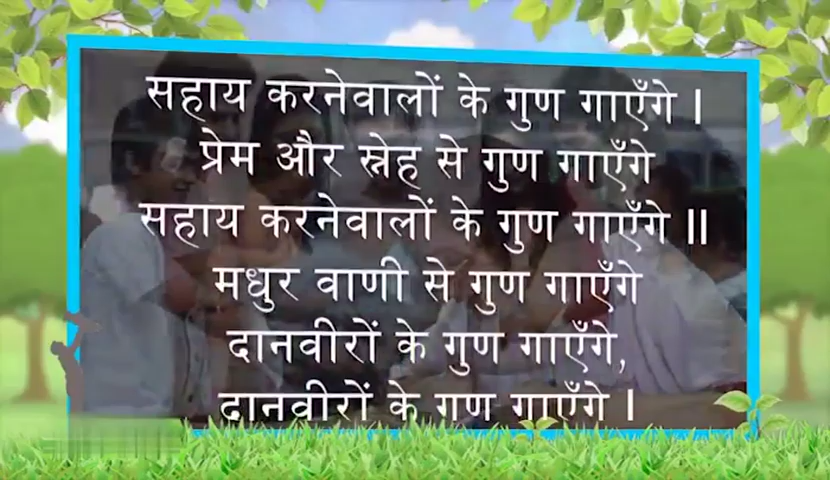 सहाय करनेवालों के गुण गाएँगे ।
प्रेम और स्नेह से गुण गाएँगे
सहाय करनेवालों के गुण गाएँगे ॥
मधुर वाणी से गुण गाएँगे
दानवीरों के गुण गाएँगे,
दानवीरों के गुण गाएँगे ।